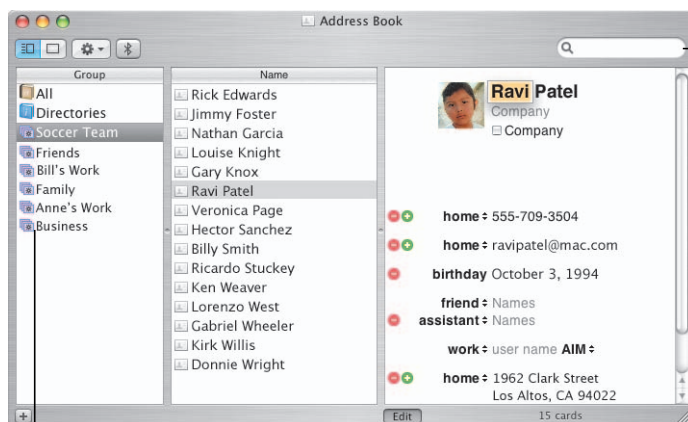 Address Book
Group
All
Directories
Soccer Team
Friends
Bill's Work
Family
Anne's Work
Business
Name
Rick Edwards
Jimmy Foster
Nathan Garcia
Louise Knight
Gary Knox
Ravi Patel
Veronica Page
Hector Sanchez
Billy Smith
Ricardo Stuckey
Ken Weaver
Lorenzo West
Gabriel Wheeler
Kirk Willis
Donnie Wright
Ravi Patel
Company
Company
home 555-709-3504
home ravipatel@mac.com
birthday October 3, 1994
friend Names
assistant Names
work user name AIM
home 1962 Clark Street
Los Altos, CA 94022
Edit
15 cards